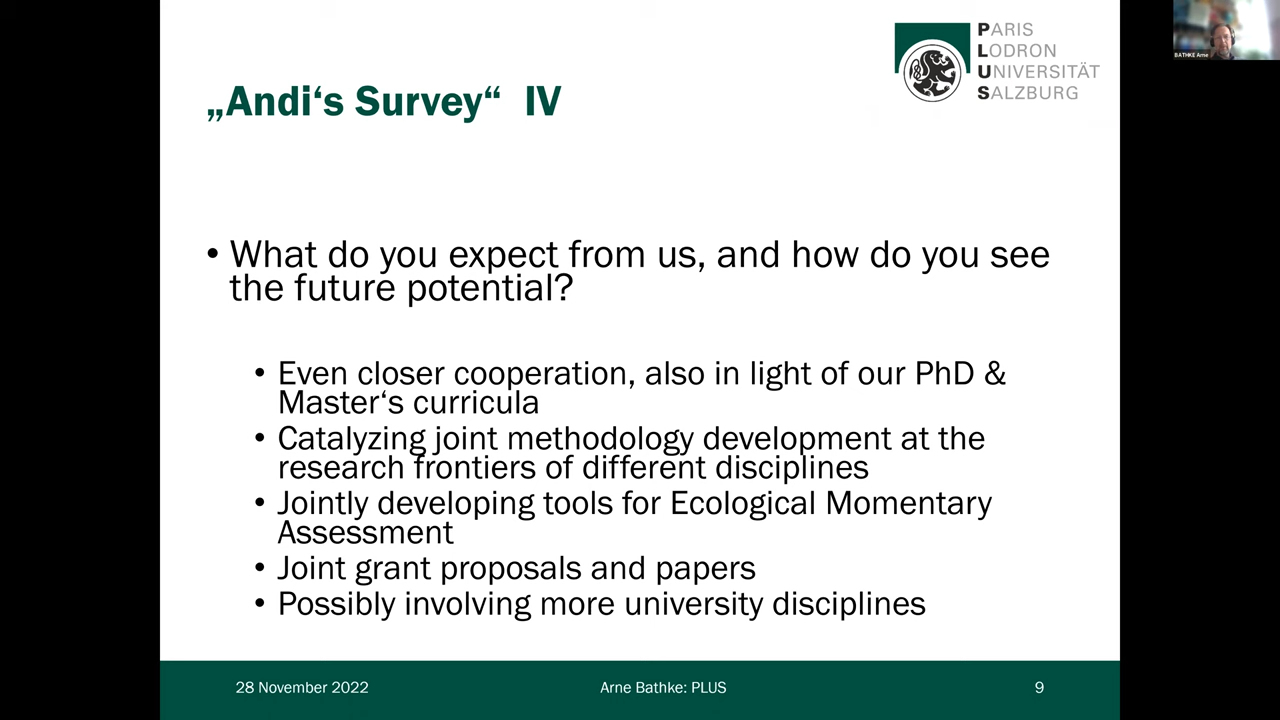 PARIS
LODRON
UNIVERSITÄT
SALZBURG
BATHKE Arne
„Andi‘s Survey“ IV
• What do you expect from us, and how do you see
the future potential?
• Even closer cooperation, also in light of our PhD &
Master‘s curricula
• Catalyzing joint methodology development at the
research frontiers of different disciplines
• Jointly developing tools for Ecological Momentary
Assessment
• Joint grant proposals and papers
• Possibly involving more university disciplines
28 November 2022
Arne Bathke: PLUS
9